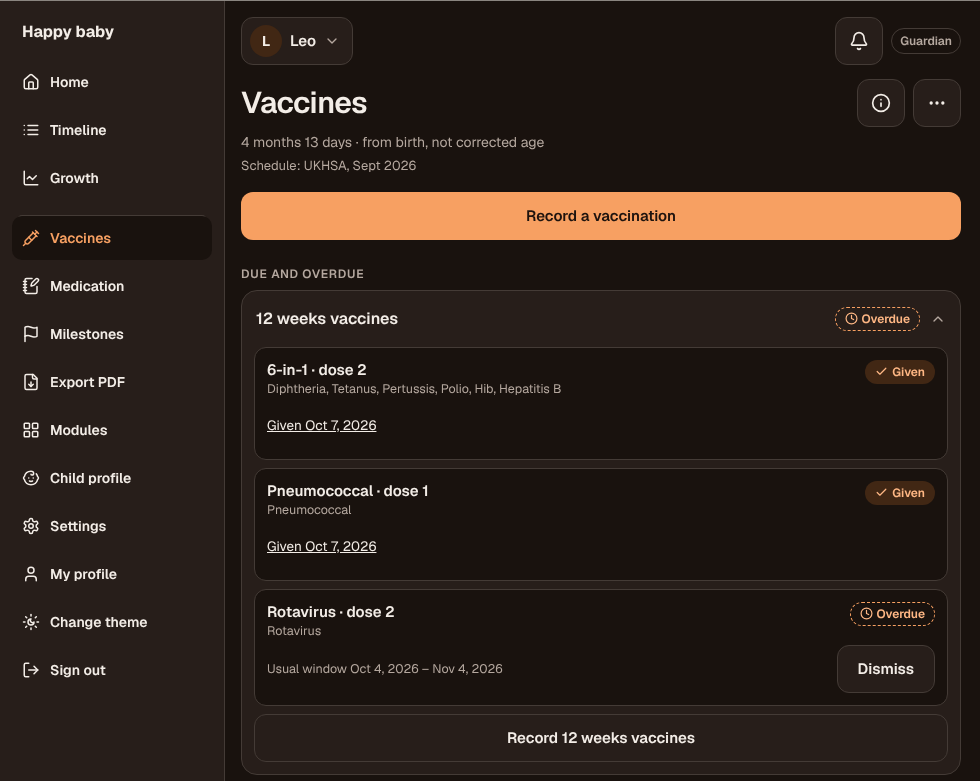 Happy baby
Home
Timeline
Growth
Vaccines
Medication
Milestones
Export PDF
Modules
Child profile
Settings
My profile
Change theme
Sign out
L Leo
Guardian
Vaccines
4 months 13 days · from birth, not corrected age
Schedule: UKHSA, Sept 2026
Record a vaccination
DUE AND OVERDUE
12 weeks vaccines Overdue
6-in-1 · dose 2 Given
Diphtheria, Tetanus, Pertussis, Polio, Hib, Hepatitis B
Given Oct 7, 2026
Pneumococcal · dose 1 Given
Pneumococcal
Given Oct 7, 2026
Rotavirus · dose 2 Overdue
Rotavirus
Usual window Oct 4, 2026 – Nov 4, 2026 Dismiss
Record 12 weeks vaccines